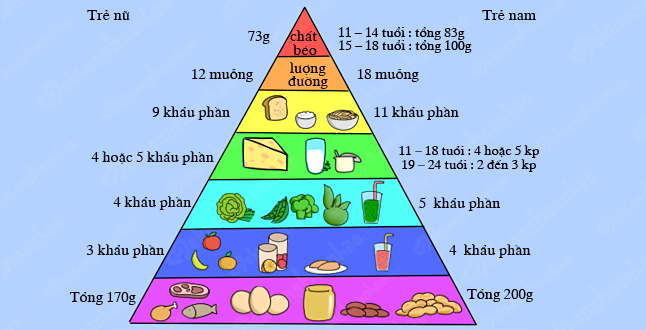 Trẻ nữ
Trẻ nam
73g
chất
béo
11 – 14 tuổi : tổng 83g
15 – 18 tuổi : tổng 100g
12 muỗng
lượng
đường
18 muỗng
9 khẩu phần
11 khẩu phần
4 hoặc 5 khẩu phần
11 – 18 tuổi : 4 hoặc 5 kp
19 – 24 tuổi : 2 đến 3 kp
4 khẩu phần
5 khẩu phần
3 khẩu phần
4 khẩu phần
Tổng 170g
Tổng 200g